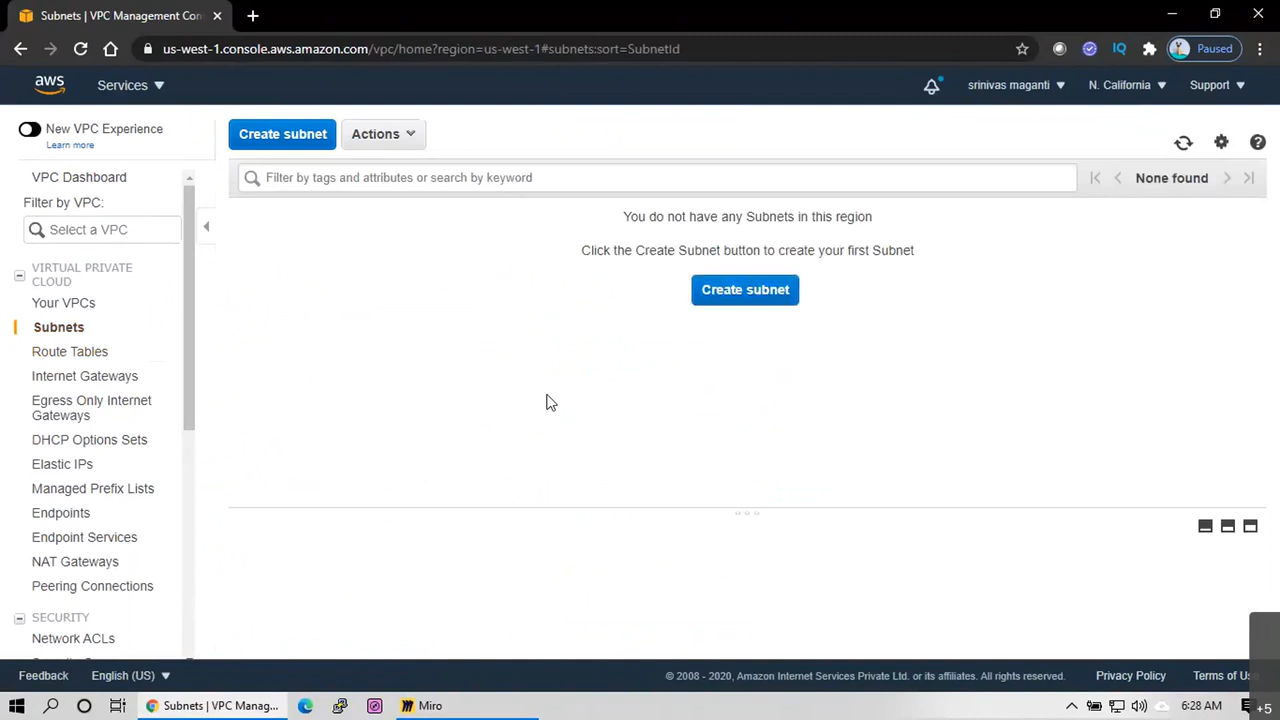 Subnets | VPC Management Con
us-west-1.console.aws.amazon.com/vpc/home?region=us-west-1#subnets:sort=SubnetId
IQ
Paused
aws
Services
srinivas maganti
N. California
Support
New VPC Experience
Learn more
Create subnet
Actions
VPC Dashboard
Filter by tags and attributes or search by keyword
None found
Filter by VPC:
Select a VPC
You do not have any Subnets in this region
Click the Create Subnet button to create your first Subnet
Create subnet
VIRTUAL PRIVATE
CLOUD
Your VPCs
Subnets
Route Tables
Internet Gateways
Egress Only Internet
Gateways
DHCP Options Sets
Elastic IPs
Managed Prefix Lists
Endpoints
Endpoint Services
NAT Gateways
Peering Connections
SECURITY
Network ACLs
Feedback
English (US)
© 2008 - 2020, Amazon Internet Services Private Ltd. or its affiliates. All rights reserved.
Privacy Policy
Terms of
Subnets | VPC Manag...
Miro
6:28 AM
+5